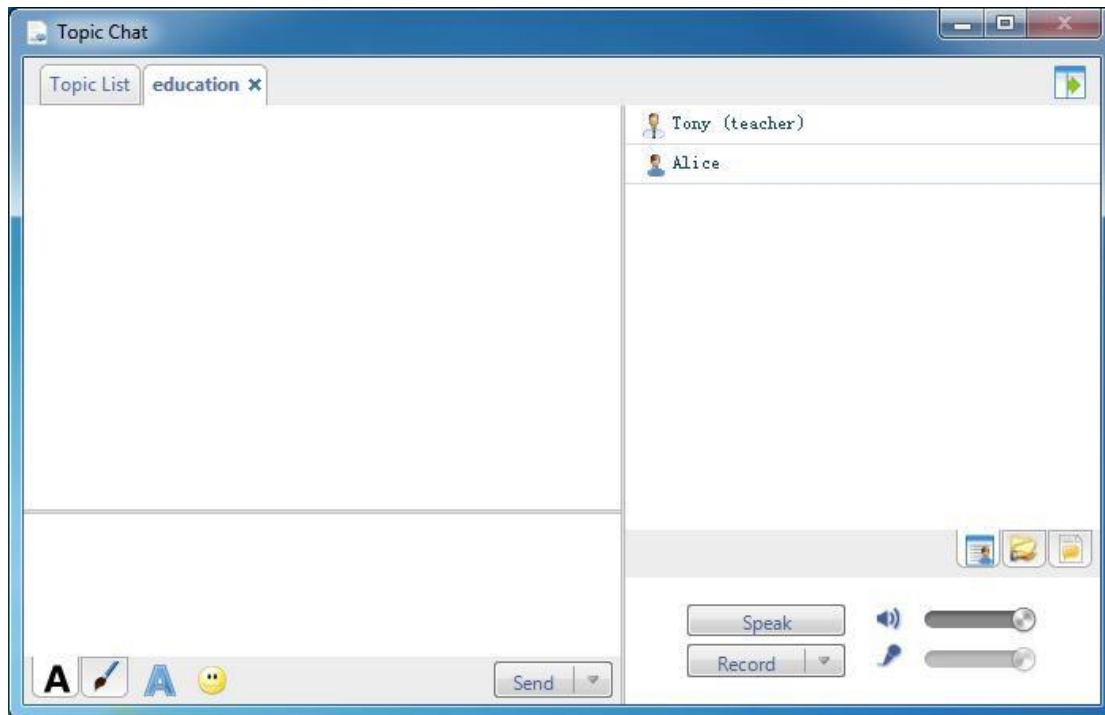 Topic Chat
Topic List education
Tony (teacher)
Alice
Speak
Record
A A
Send